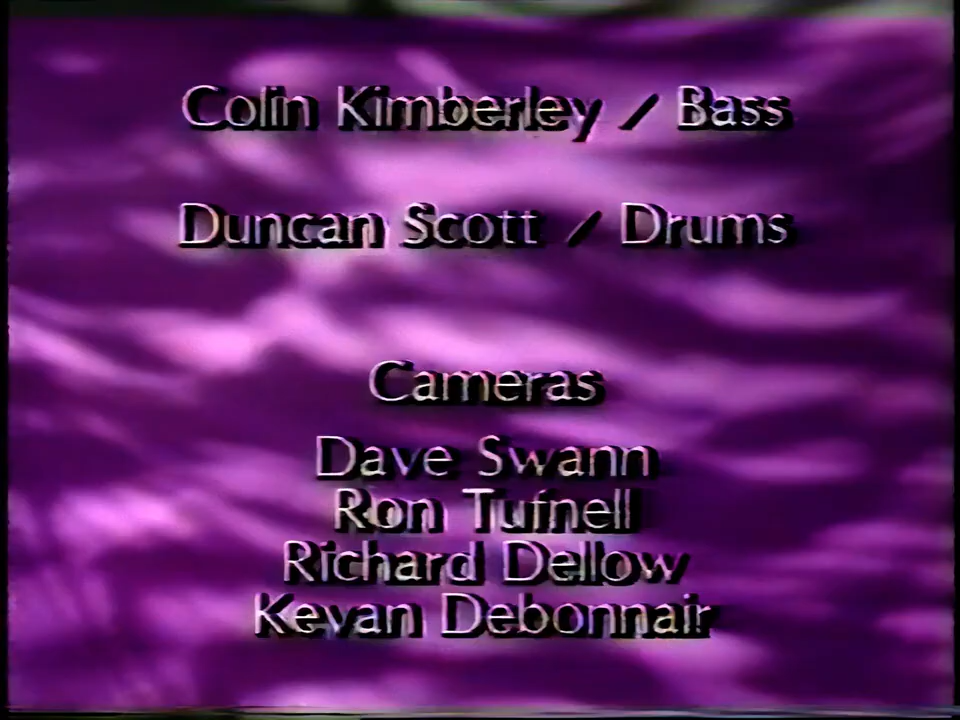 Colin Kimberley / Bass
Duncan Scott / Drums
Cameras
Dave Swann
Ron Tufnell
Richard Dellow
Kevan Debonnair